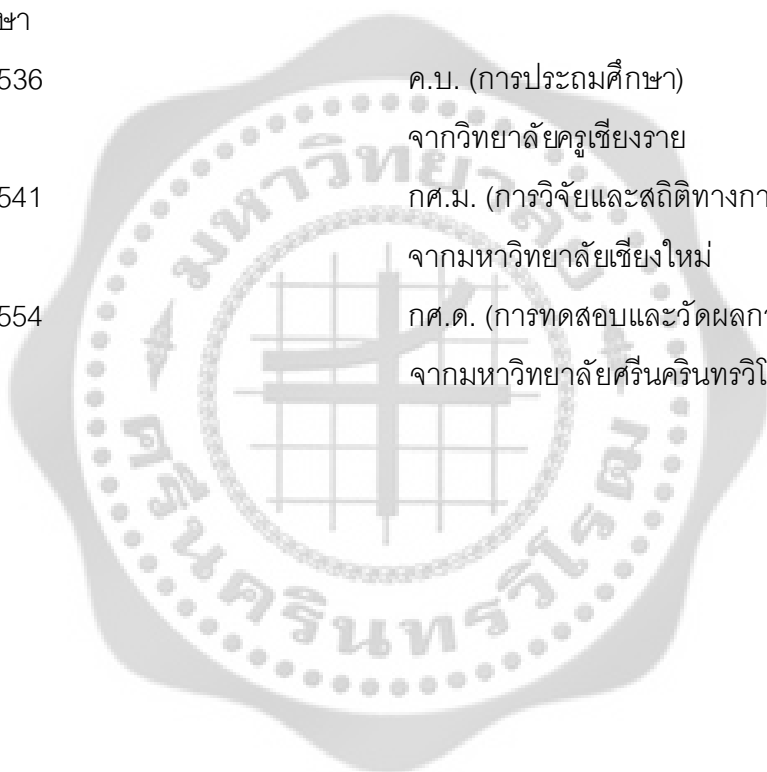 ษา
536 ค.บ. (การประถมศึกษา)
จากวิทยาลัยครูเชียงราย
541 กศ.ม. (การวิจัยและสถิติทางกา
จากมหาวิทยาลัยเชียงใหม่
554 กศ.ด. (การทดสอบและวัดผลกา
จากมหาวิทยาลัยศรีนครินทรวิโ
มหาวิทยาลัย
ศรีนครินทรวิโรฒ